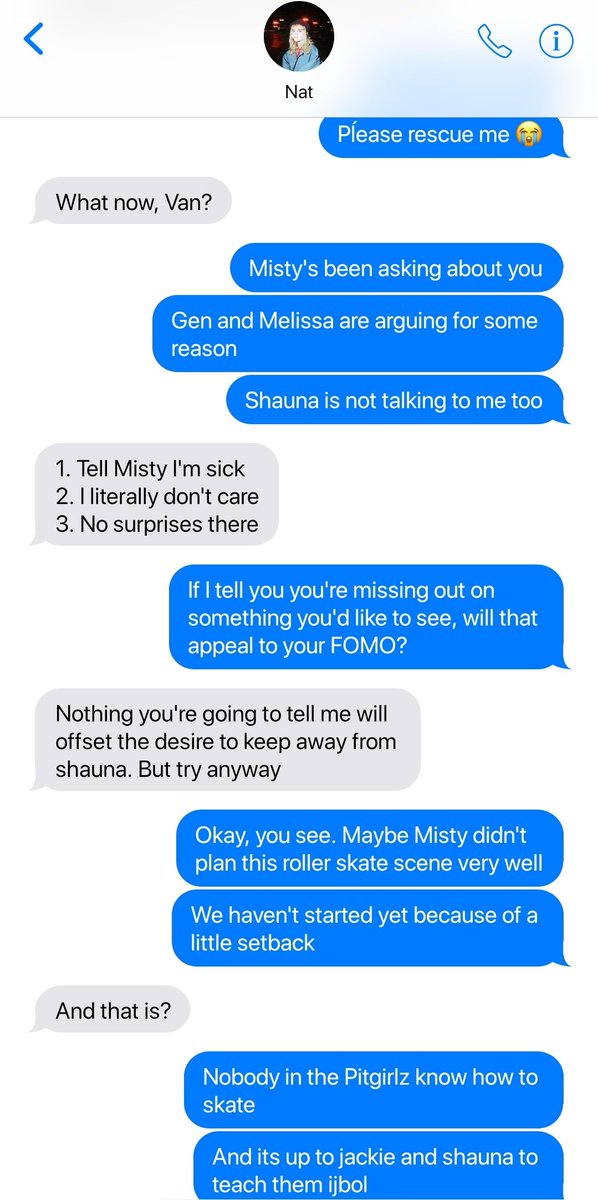 Nat
Please rescue me 😭
What now, Van?
Misty's been asking about you
Gen and Melissa are arguing for some
reason
Shauna is not talking to me too
1. Tell Misty I'm sick
2. I literally don't care
3. No surprises there
If I tell you you're missing out on
something you'd like to see, will that
appeal to your FOMO?
Nothing you're going to tell me will
offset the desire to keep away from
shauna. But try anyway
Okay, you see. Maybe Misty didn't
plan this roller skate scene very well
We haven't started yet because of a
little setback
And that is?
Nobody in the Pitgirlz know how to
skate
And its up to jackie and shauna to
teach them ijbol